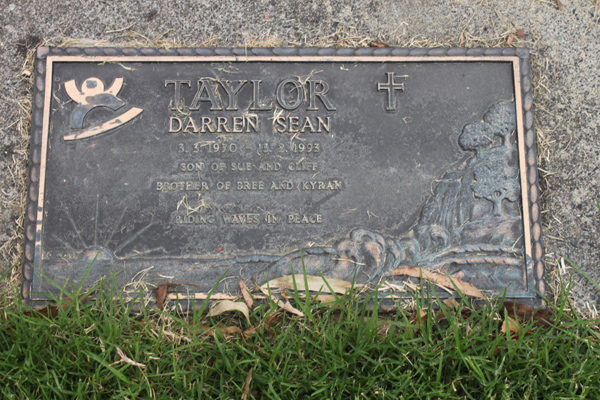 TAYLOR
DARREN SEAN
3.3.1970 - 13.2.1993
SON OF SUE AND CLIFF
BROTHER OF BREE AND KYRAN
RIDING WAVES IN PEACE